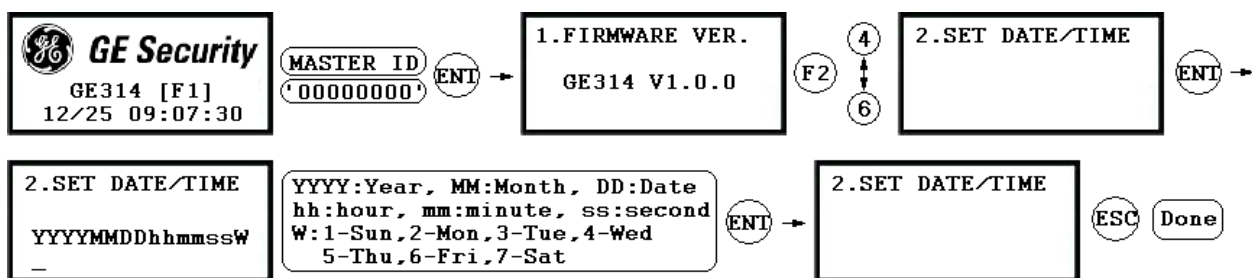 GE Security
GE314 [F1]
12/25 09:07:30
MASTER ID
'00000000'
ENT
1.FIRMWARE VER.
GE314 V1.0.0
F2
4
6
2.SET DATE/TIME
ENT
2.SET DATE/TIME
YYYYMMDDhhmmssW
_
YYYY:Year, MM:Month, DD:Date
hh:hour, mm:minute, ss:second
W:1-Sun,2-Mon,3-Tue,4-Wed
5-Thu,6-Fri,7-Sat
ENT
2.SET DATE/TIME
ESC
Done